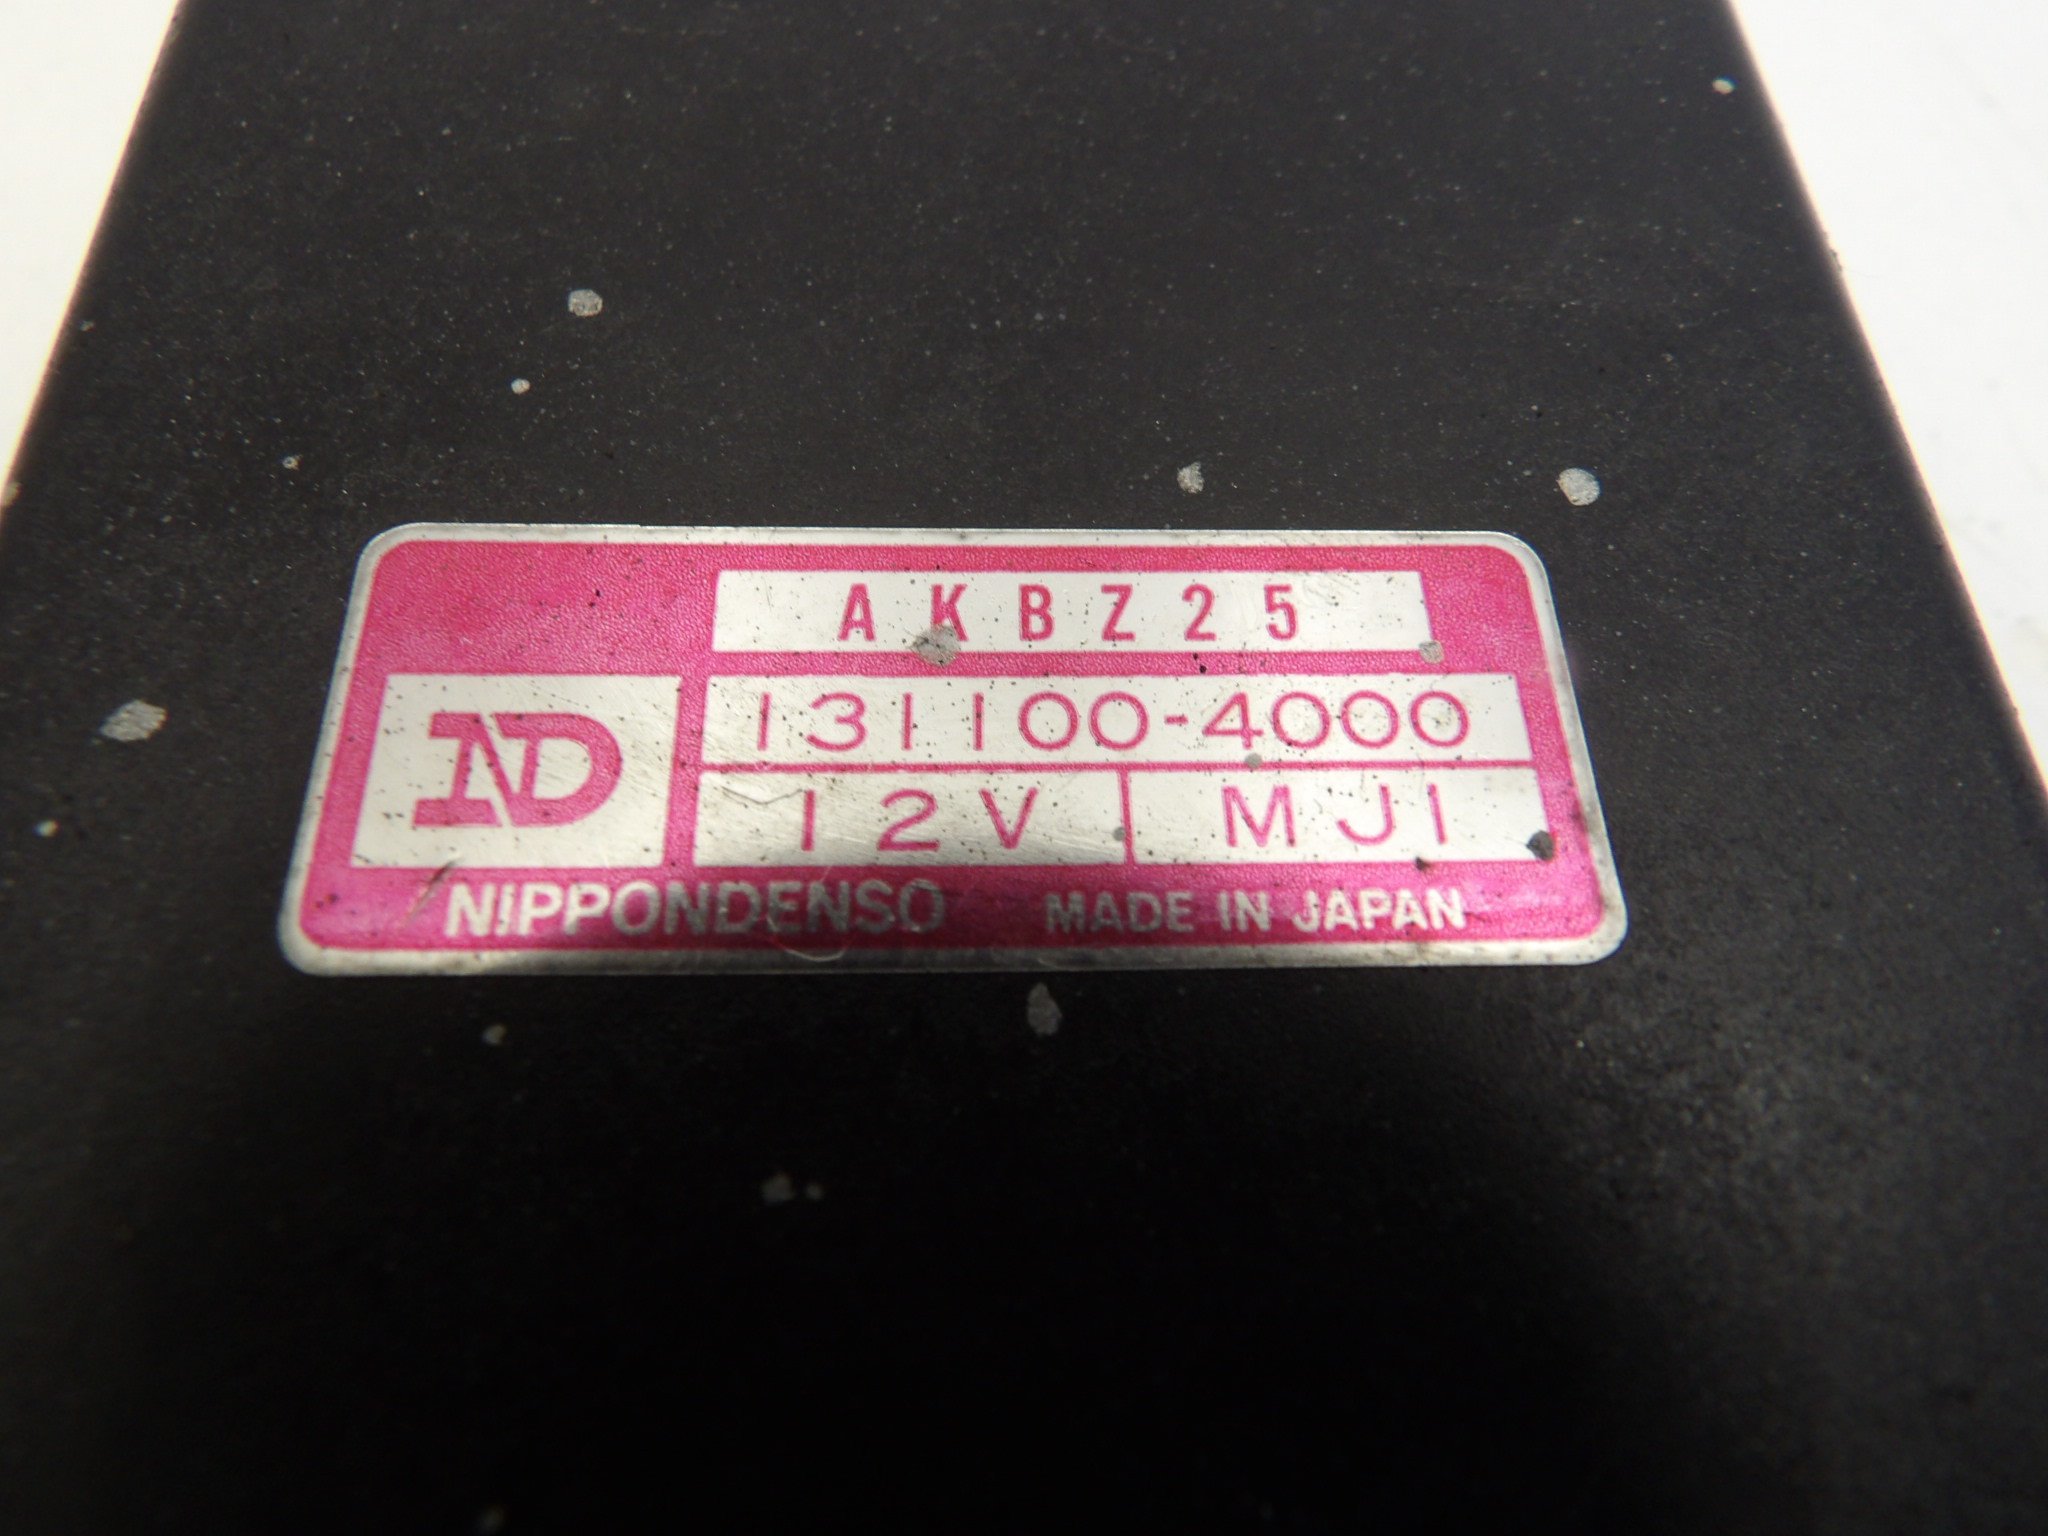 AKBZ25
131100-4000
ND
12V MJ1
NIPPONDENSO MADE IN JAPAN